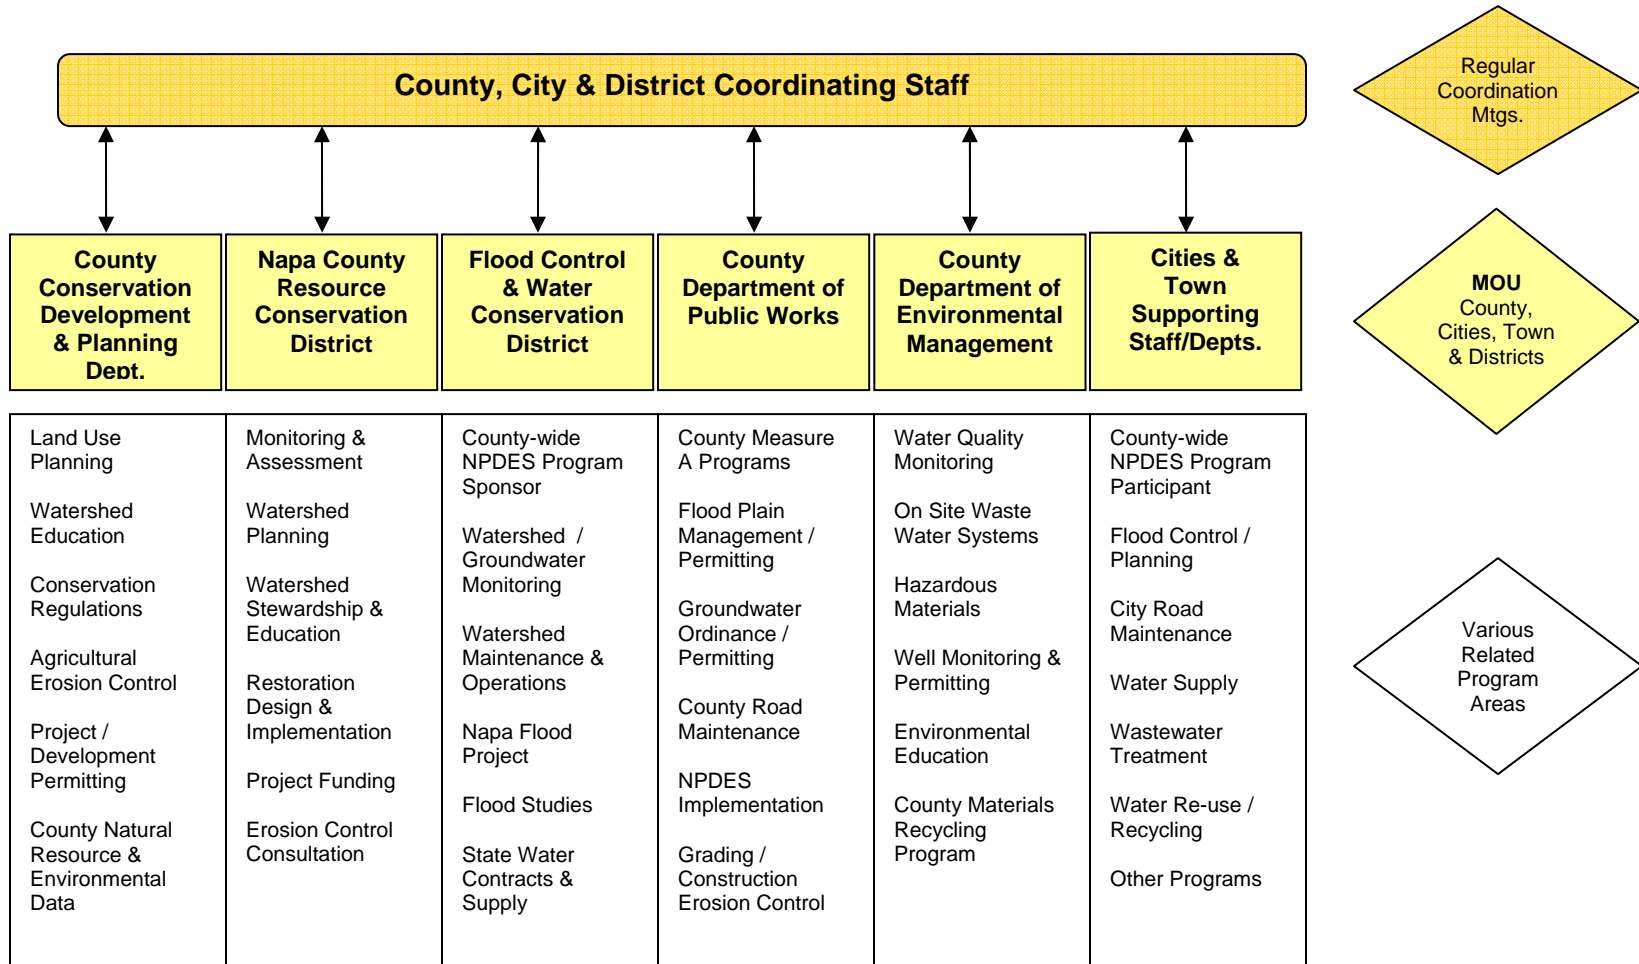 County, City & District Coordinating Staff
Regular
Coordination
Mtgs.
County
Conservation
Development
& Planning
Dept.
Napa County
Resource
Conservation
District
Flood Control
& Water
Conservation
District
County
Department of
Public Works
County
Department of
Environmental
Management
Cities &
Town
Supporting
Staff/Depts.
MOU
County,
Cities, Town
& Districts
Land Use
Planning
Watershed
Education
Conservation
Regulations
Agricultural
Erosion Control
Project /
Development
Permitting
County Natural
Resource &
Environmental
Data
Monitoring &
Assessment
Watershed
Planning
Watershed
Stewardship &
Education
Restoration
Design &
Implementation
Project Funding
Erosion Control
Consultation
County-wide
NPDES Program
Sponsor
Watershed /
Groundwater
Monitoring
Watershed
Maintenance &
Operations
Napa Flood
Project
Flood Studies
State Water
Contracts &
Supply
County Measure
A Programs
Flood Plain
Management /
Permitting
Groundwater
Ordinance /
Permitting
County Road
Maintenance
NPDES
Implementation
Grading /
Construction
Erosion Control
Water Quality
Monitoring
On Site Waste
Water Systems
Hazardous
Materials
Well Monitoring &
Permitting
Environmental
Education
County Materials
Recycling
Program
County-wide
NPDES Program
Participant
Flood Control /
Planning
City Road
Maintenance
Water Supply
Wastewater
Treatment
Water Re-use /
Recycling
Other Programs
Various
Related
Program
Areas